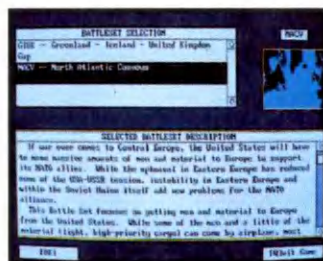 BATTLESET SELECTION
GIUK -- Greenland - Iceland - United Kingdom
Gap
NACV -- North Atlantic Convoys
NACV
SELECTED BATTLESET DESCRIPTION
If war ever comes to Central Europe, the United States will have
to move massive amounts of men and material to Europe to support
its NATO allies. While the upheaval in Eastern Europe has reduced
some of the USA-USSR tension, instability in Eastern Europe and
within the Soviet Union itself add new problems for the NATO
alliance.
This Battle Set focuses on getting men and material to Europe
from the United States. While some of the men and a little of the
material (light, high-priority cargo) can come by airplane, most
Game